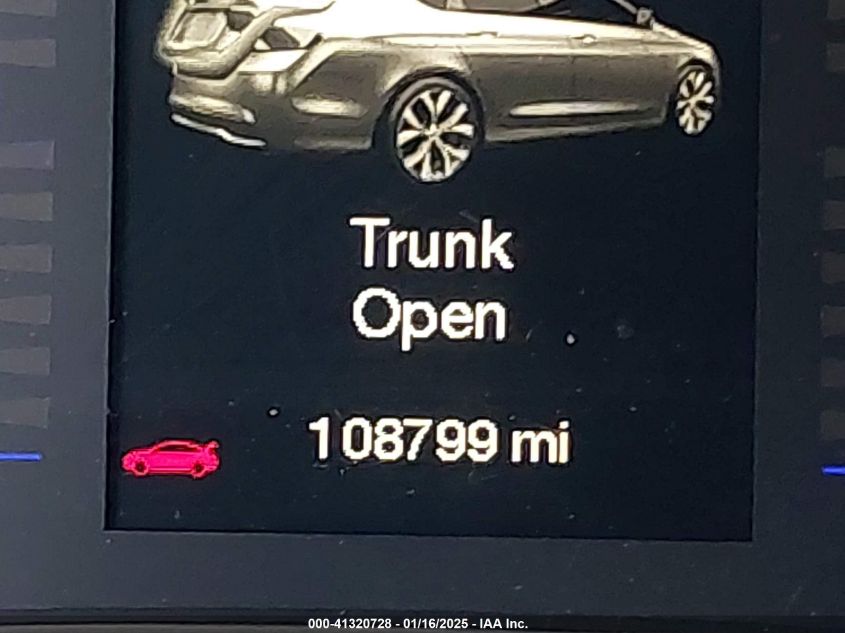 Trunk
Open
108799 mi
000-41320728 - 01/16/2025 - IAA Inc.